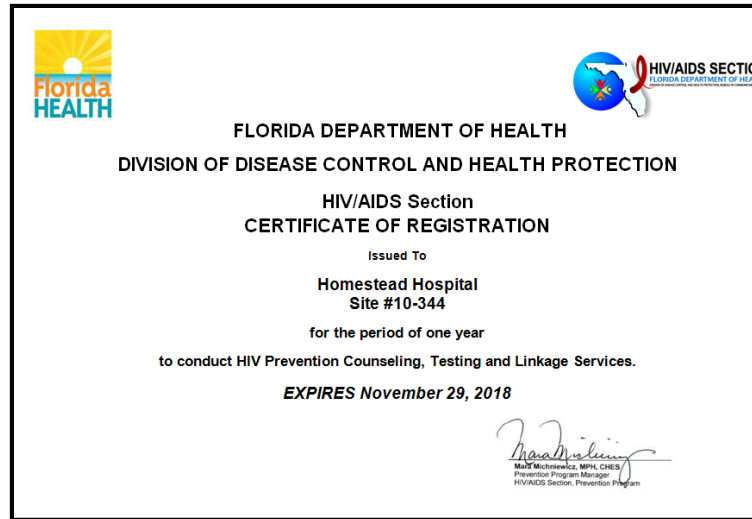 Florida
HEALTH
HIV/AIDS SECTIO
FLORIDA DEPARTMENT OF HEA
FLORIDA DEPARTMENT OF HEALTH
DIVISION OF DISEASE CONTROL AND HEALTH PROTECTION
HIV/AIDS Section
CERTIFICATE OF REGISTRATION
Issued To
Homestead Hospital
Site #10-344
for the period of one year
to conduct HIV Prevention Counseling, Testing and Linkage Services.
EXPIRES November 29, 2018
Mara Michniewicz, MPH, CHES
Prevention Program Manager
HIV/AIDS Section, Prevention Program